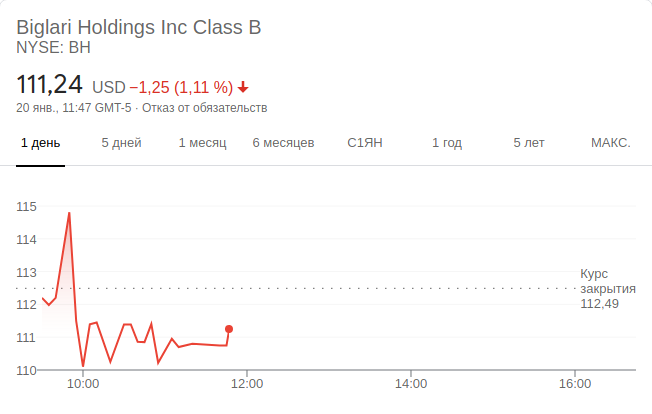 Biglari Holdings Inc Class B
NYSE: BH
111,24 USD −1,25 (1,11 %)
20 янв., 11:47 GMT-5 · Отказ от обязательств
1 день 5 дней 1 месяц 6 месяцев С1ЯН 1 год 5 лет МАКС.
115
114
113
112
111
110
Курс
закрытия
112,49
10:00 12:00 14:00 16:00